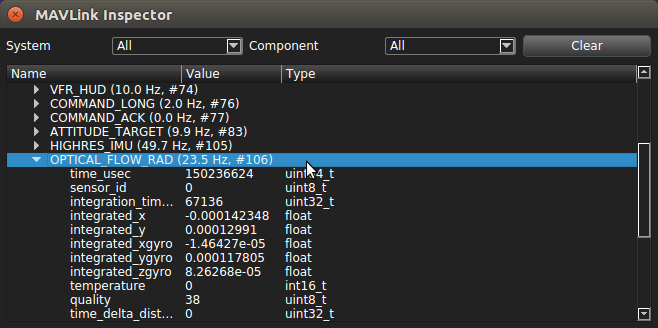 MAVLink Inspector
System All Component All Clear
Name Value Type
VFR_HUD (10.0 Hz, #74)
COMMAND_LONG (2.0 Hz, #76)
COMMAND_ACK (0.0 Hz, #77)
ATTITUDE_TARGET (9.9 Hz, #83)
HIGHRES_IMU (49.7 Hz, #105)
OPTICAL_FLOW_RAD (23.5 Hz, #106)
time_usec 150236624
sensor_id 0 uint8_t
integration_tim... 67136 uint32_t
integrated_x -0.000142348 float
integrated_y 0.00012991 float
integrated_xgyro -1.46427e-05 float
integrated_ygyro 0.000117805 float
integrated_zgyro 8.26268e-05 float
temperature 0 int16_t
quality 38 uint8_t
time_delta_dist... 0 uint32_t